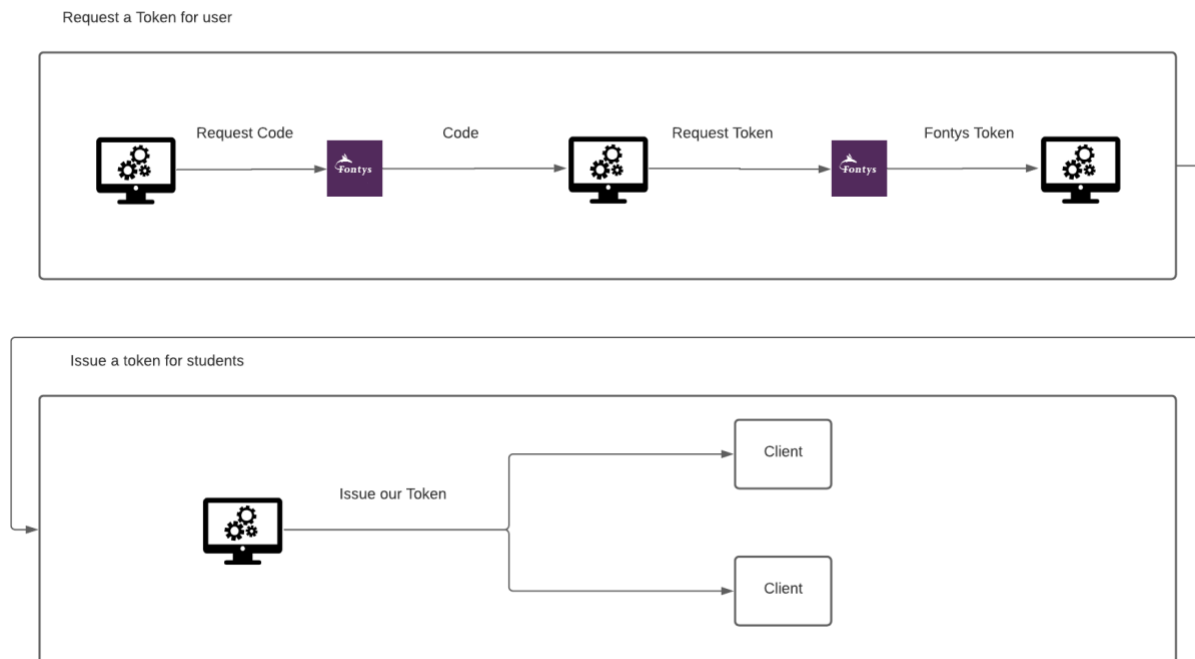 Request a Token for user
Request Code
Code
Request Token
Fontys Token
Fontys
Fontys
Issue a token for students
Client
Issue our Token
Client